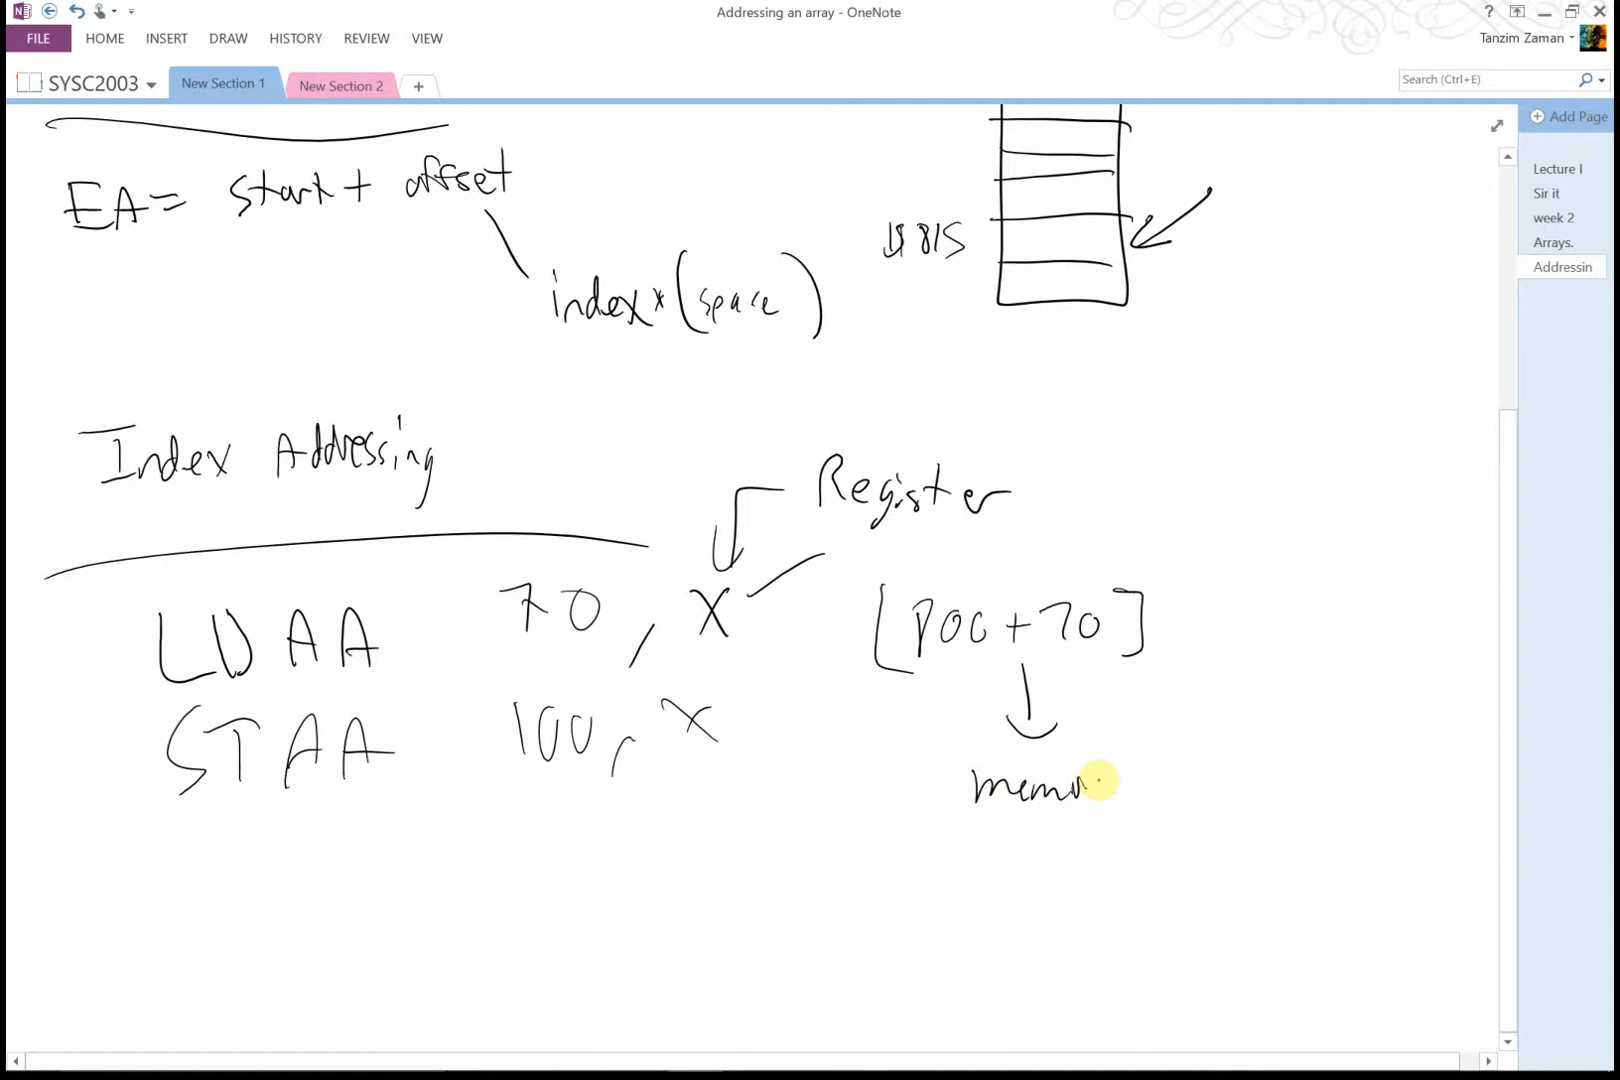 Addressing an array - OneNote
FILE HOME INSERT DRAW HISTORY REVIEW VIEW
Tanzim Zaman
SYSC2003 New Section 1 New Section 2
Search (Ctrl+E)
Add Page
Lecture I
Sir it
week 2
Arrays.
Addressin
EA= start + offset
index * (space)
Index Addressing
Register
LDAA 70, X [800+70]
STAA 100, X